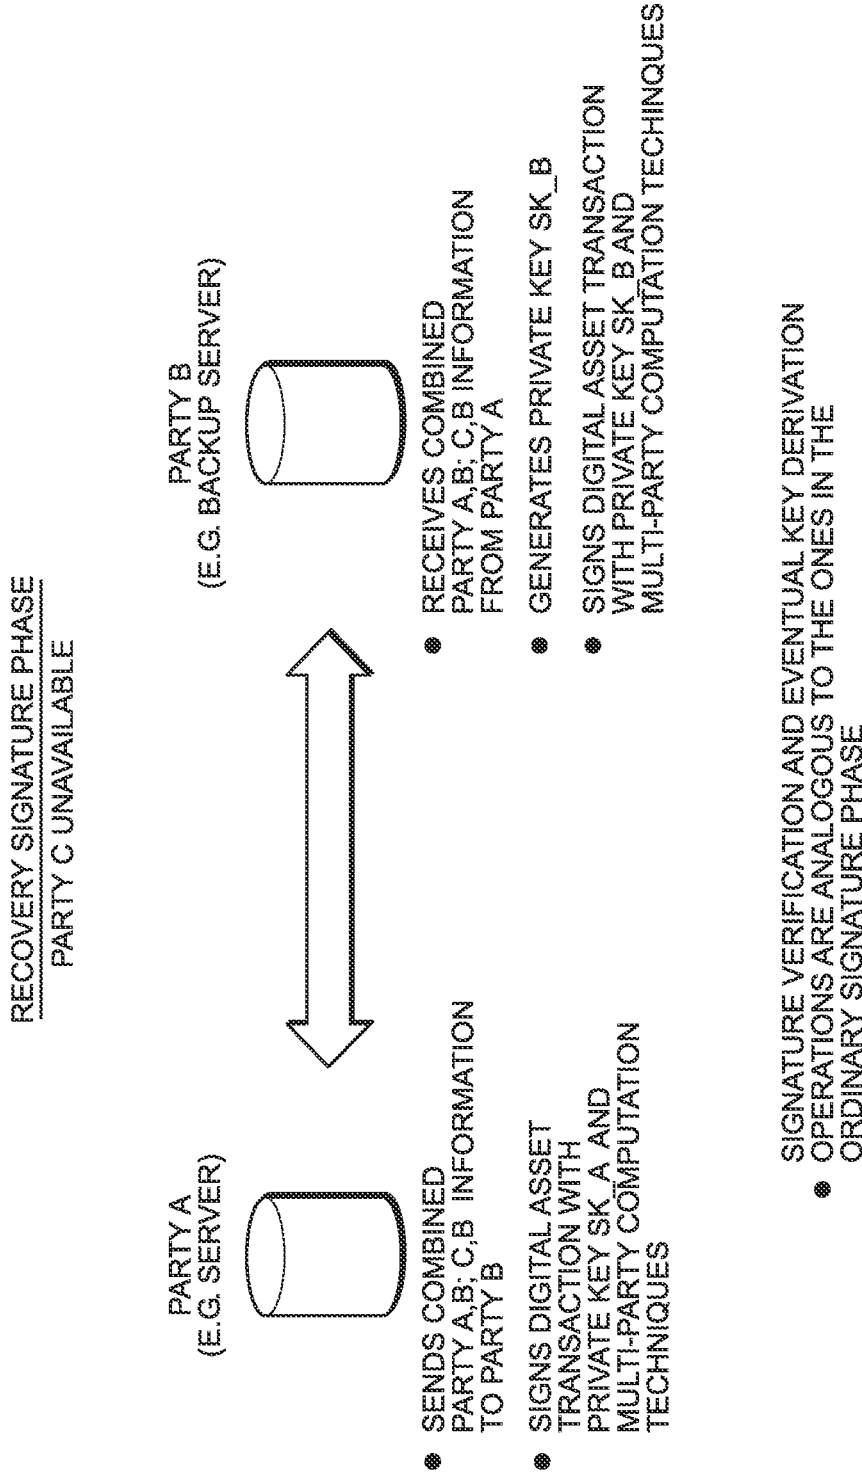 RECOVERY SIGNATURE PHASE
PARTY C UNAVAILABLE
PARTY A
(E.G. SERVER)
● SENDS COMBINED
PARTY A,B; C,B INFORMATION
TO PARTY B
● SIGNS DIGITAL ASSET
TRANSACTION WITH
PRIVATE KEY SK_A AND
MULTI-PARTY COMPUTATION
TECHNIQUES
PARTY B
(E.G. BACKUP SERVER)
● RECEIVES COMBINED
PARTY A,B; C,B INFORMATION
FROM PARTY A
● GENERATES PRIVATE KEY SK_B
● SIGNS DIGITAL ASSET TRANSACTION
WITH PRIVATE KEY SK_B AND
MULTI-PARTY COMPUTATION TECHINQUES
SIGNATURE VERIFICATION AND EVENTUAL KEY DERIVATION
● OPERATIONS ARE ANALOGOUS TO THE ONES IN THE
ORDINARY SIGNATURE PHASE